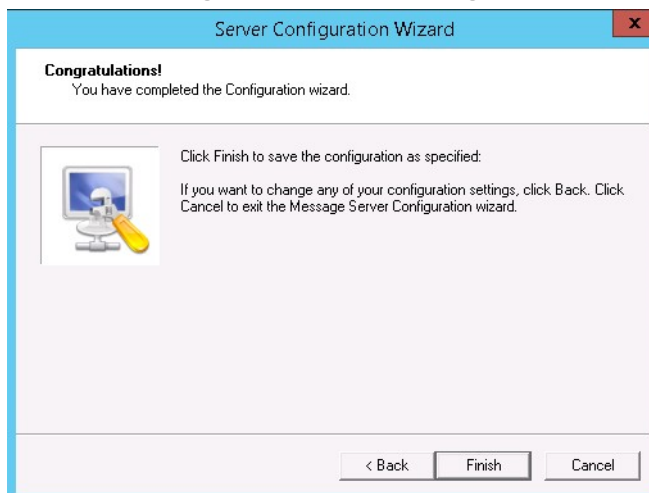 Server Configuration Wizard
x
Congratulations!
You have completed the Configuration wizard.
Click Finish to save the configuration as specified:
If you want to change any of your configuration settings, click Back. Click
Cancel to exit the Message Server Configuration wizard.
< Back Finish Cancel